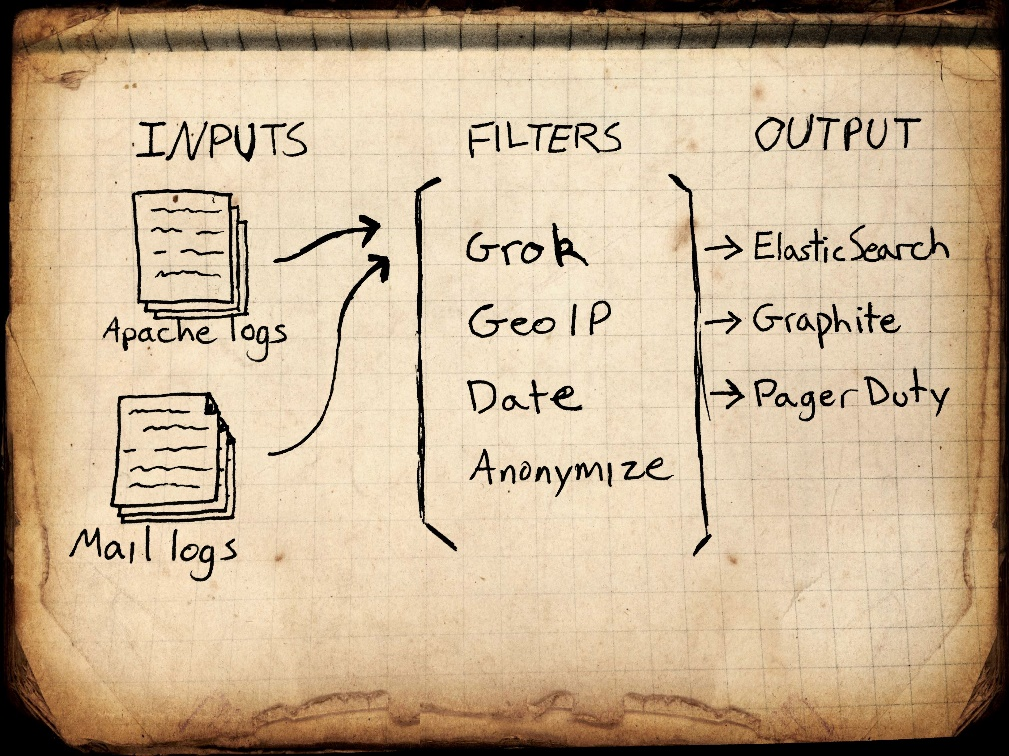 INPUTS
FILTERS
OUTPUT
Apache logs
Mail logs
Grok
GeoIP
Date
Anonymize
→ ElasticSearch
→ Graphite
→ PagerDuty